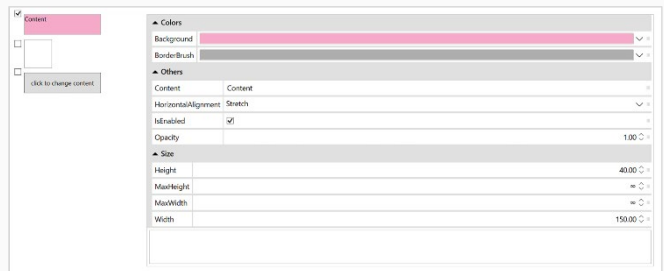 Content
click to change content
Colors
Background
BorderBrush
Others
Content Content
HorizontalAlignment Stretch
IsEnabled
Opacity 1.00
Size
Height 40.00
MaxHeight ∞
MaxWidth ∞
Width 150.00